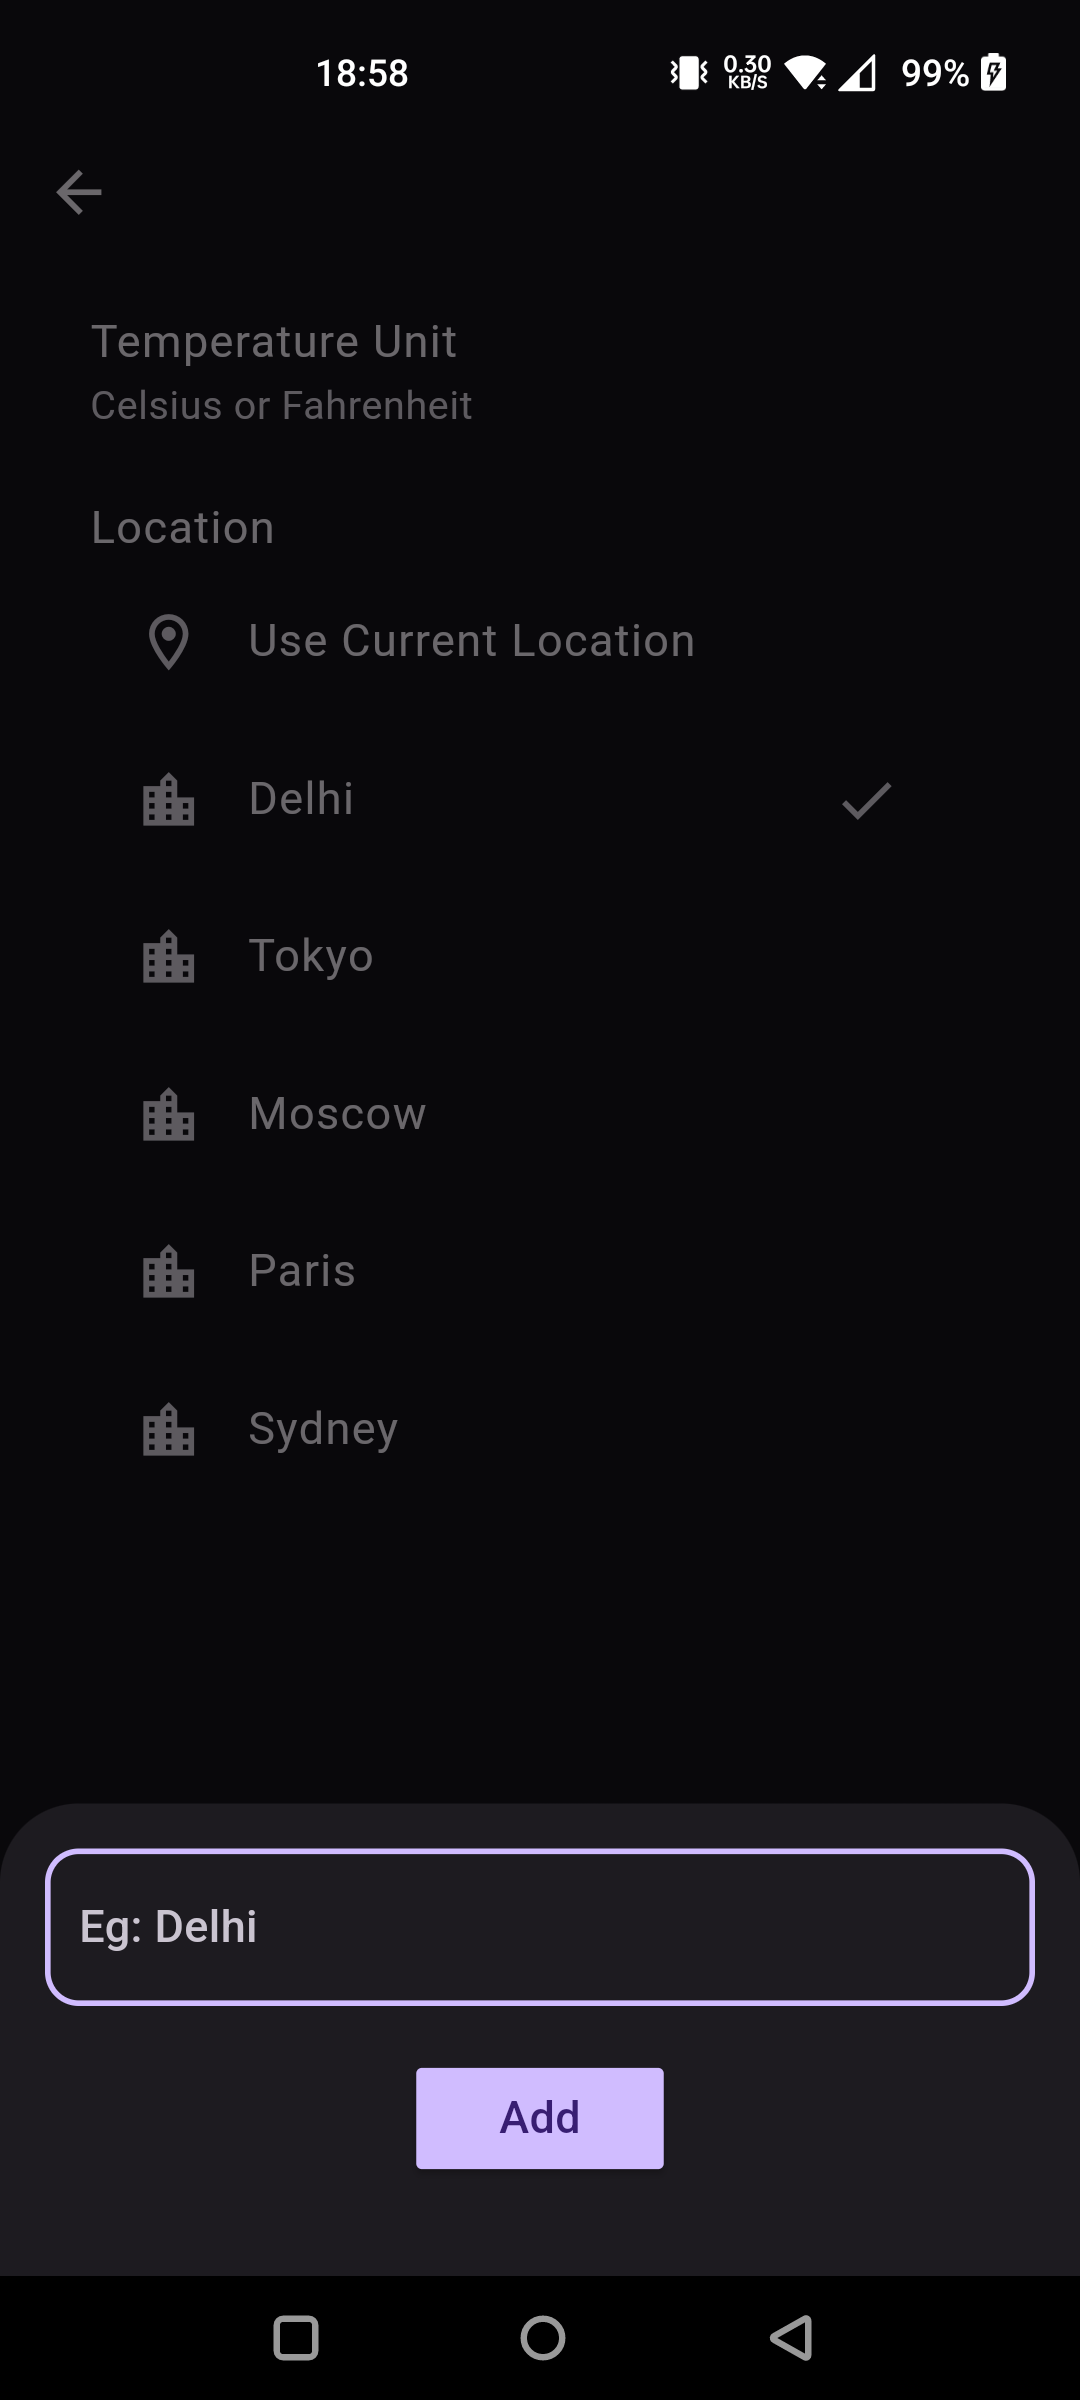 18:58
0.30
KB/S
99%
Temperature Unit
Celsius or Fahrenheit
Location
Use Current Location
Delhi
Tokyo
Moscow
Paris
Sydney
Eg: Delhi
Add